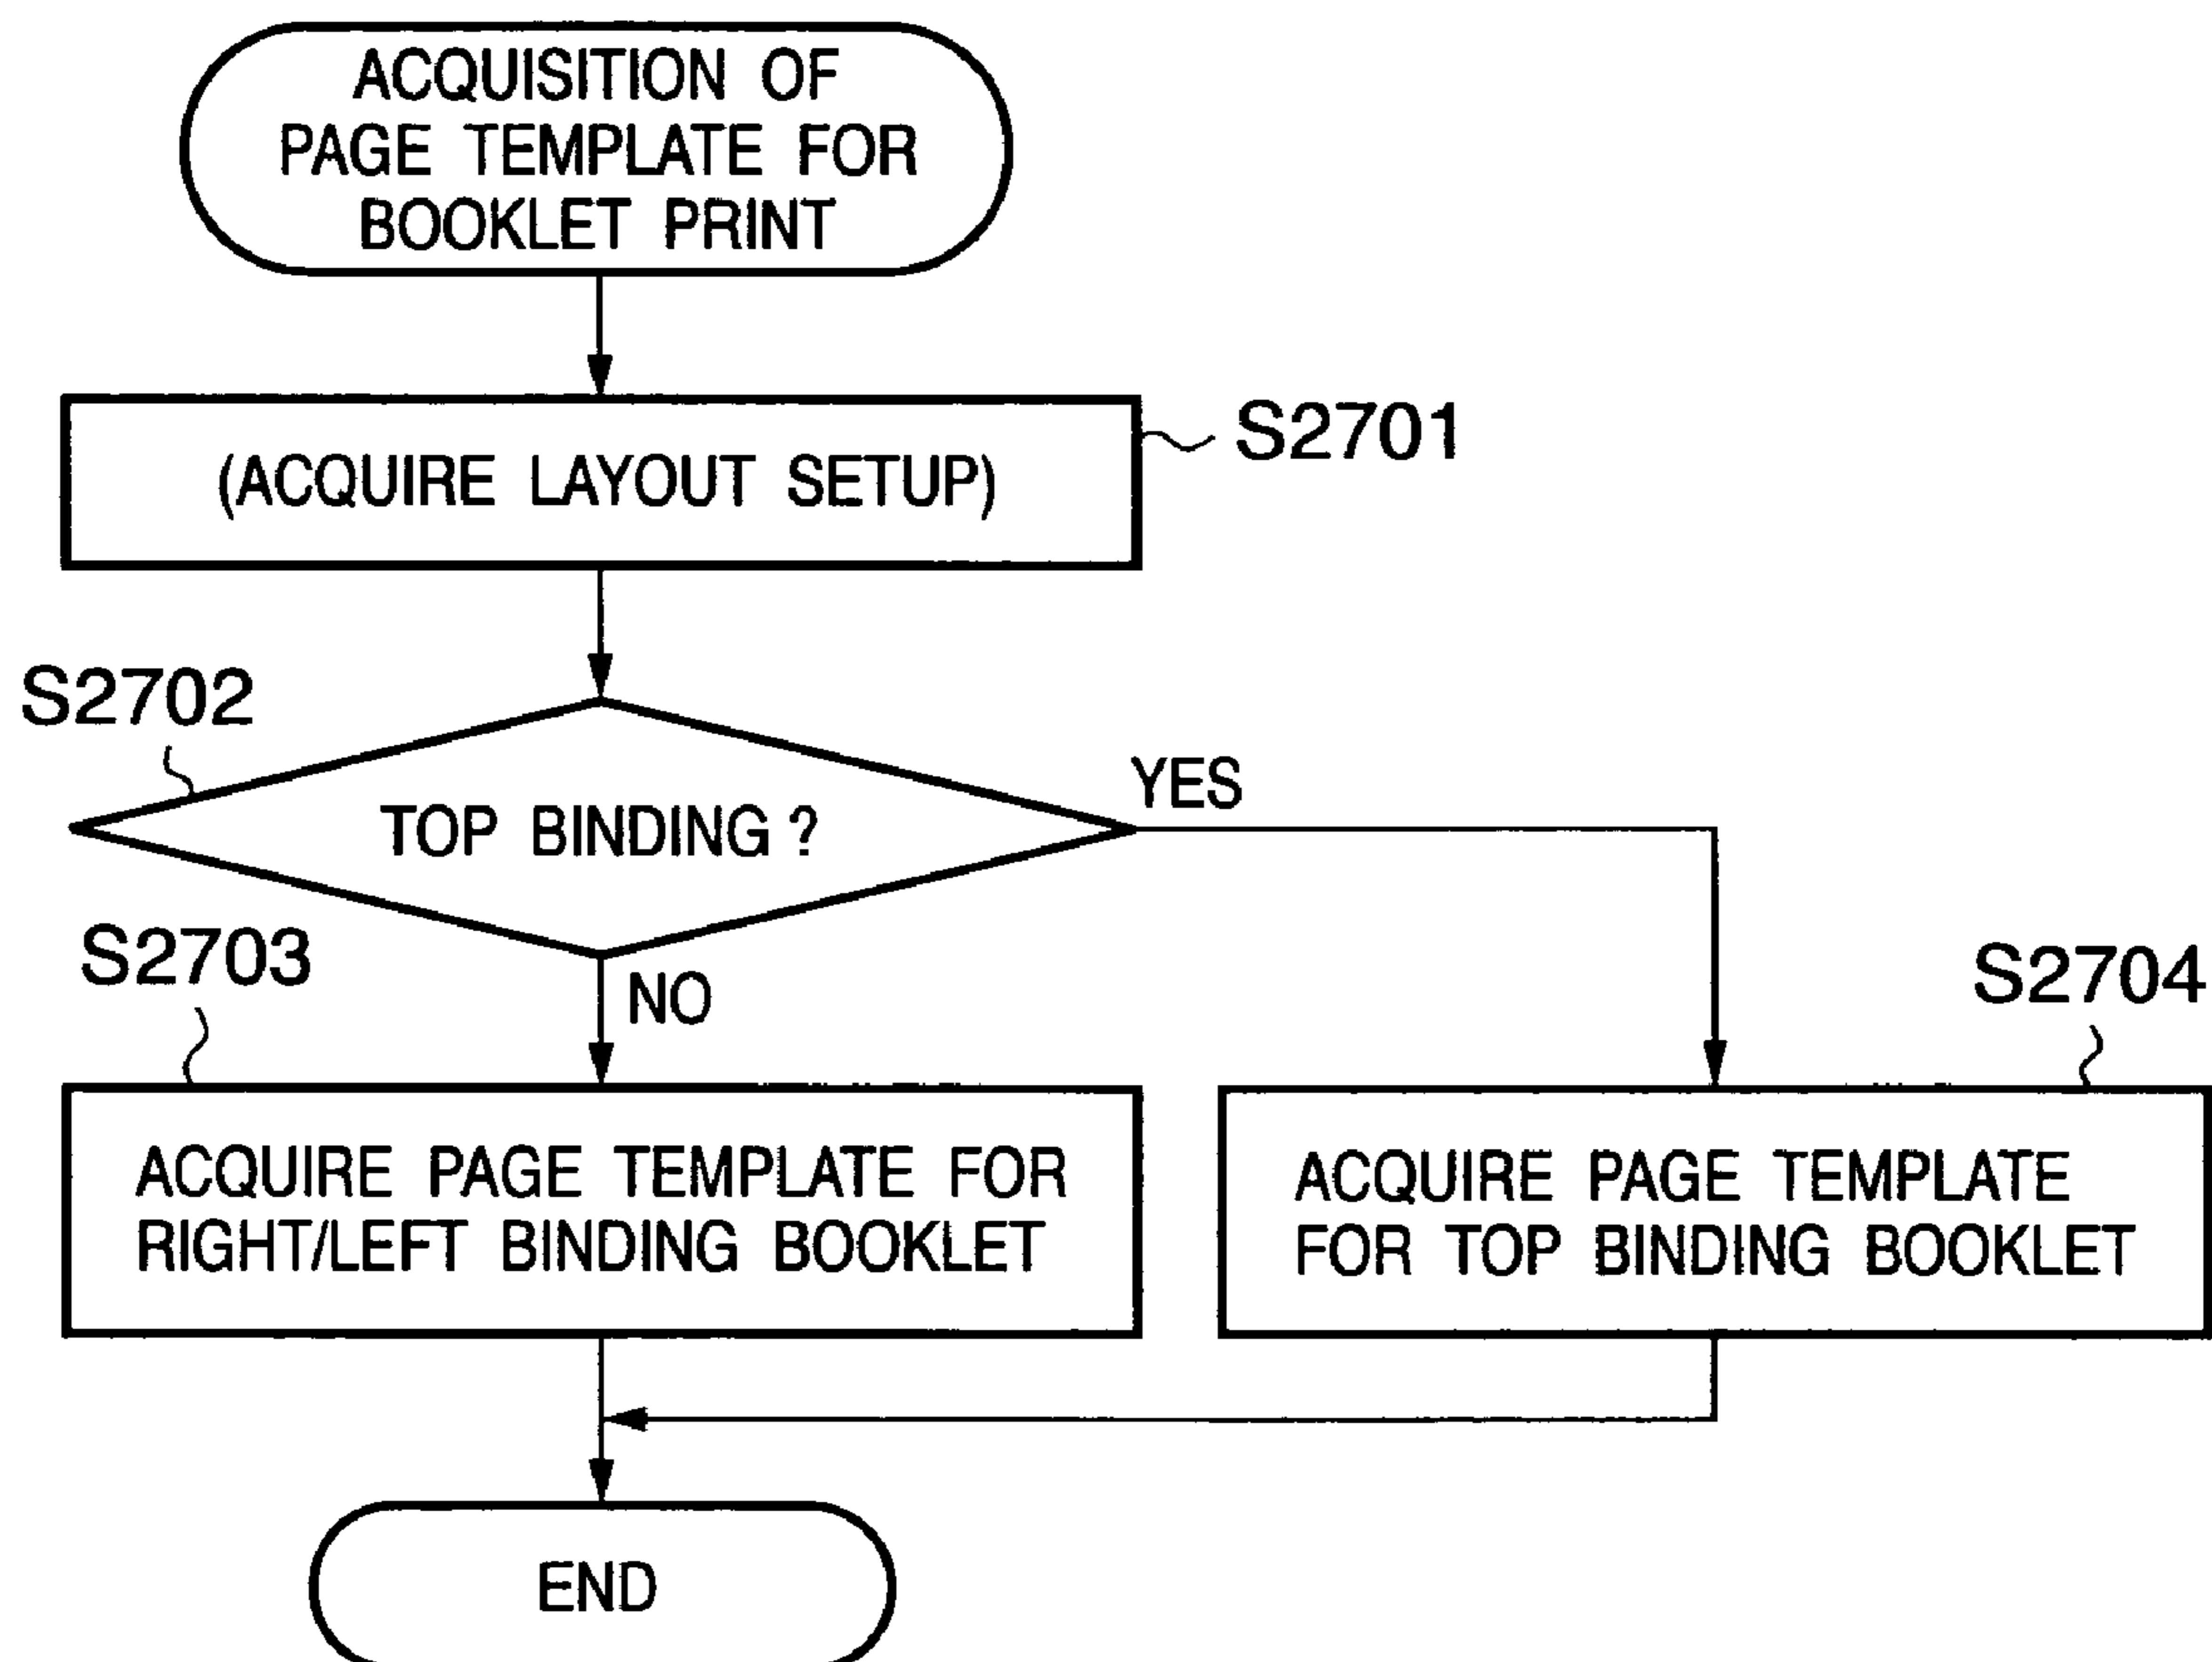 ACQUISITION OF
PAGE TEMPLATE FOR
BOOKLET PRINT
S2701
(ACQUIRE LAYOUT SETUP)
S2702
YES
TOP BINDING ?
S2703
NO
S2704
ACQUIRE PAGE TEMPLATE FOR
RIGHT/LEFT BINDING BOOKLET
ACQUIRE PAGE TEMPLATE
FOR TOP BINDING BOOKLET
END